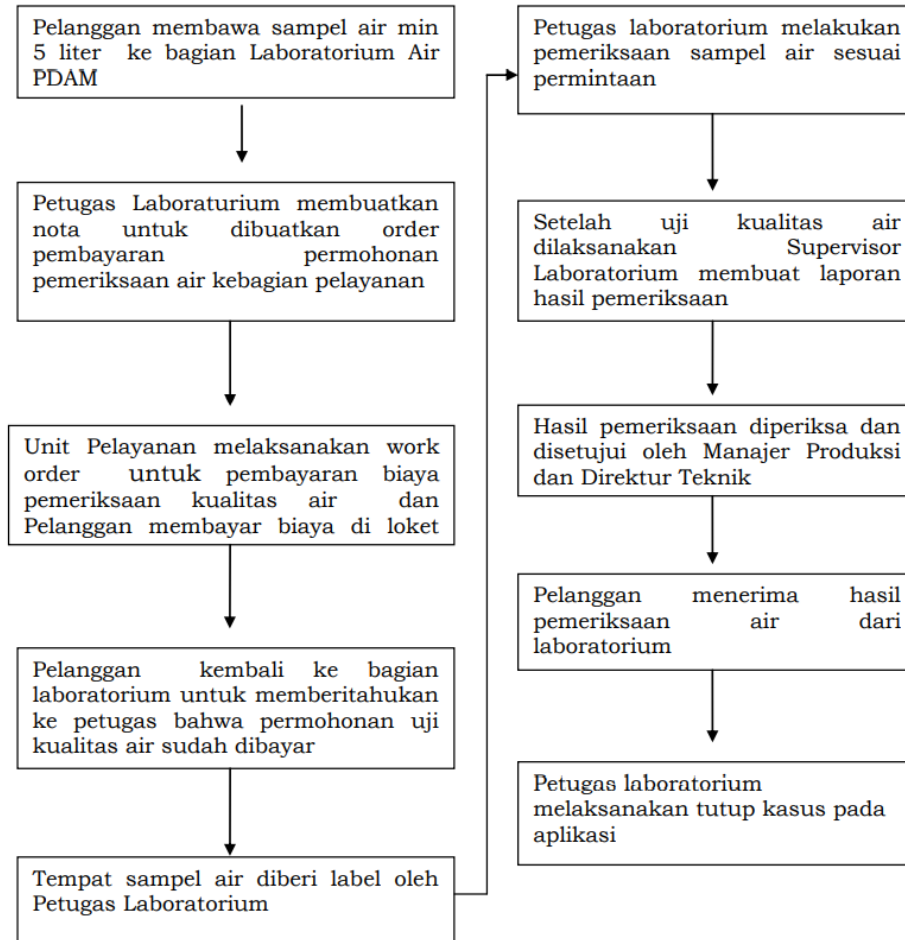 Pelanggan membawa sampel air min
5 liter ke bagian Laboratorium Air
PDAM
Petugas Laboraturium membuatkan
nota untuk dibuatkan order
pembayaran permohonan
pemeriksaan air kebagian pelayanan
Unit Pelayanan melaksanakan work
order untuk pembayaran biaya
pemeriksaan kualitas air dan
Pelanggan membayar biaya di loket
Pelanggan kembali ke bagian
laboratorium untuk memberitahukan
ke petugas bahwa permohonan uji
kualitas air sudah dibayar
Tempat sampel air diberi label oleh
Petugas Laboratorium
Petugas laboratorium melakukan
pemeriksaan sampel air sesuai
permintaan
Setelah uji kualitas air
dilaksanakan Supervisor
Laboratorium membuat laporan
hasil pemeriksaan
Hasil pemeriksaan diperiksa dan
disetujui oleh Manajer Produksi
dan Direktur Teknik
Pelanggan menerima hasil
pemeriksaan air dari
laboratorium
Petugas laboratorium
melaksanakan tutup kasus pada
aplikasi